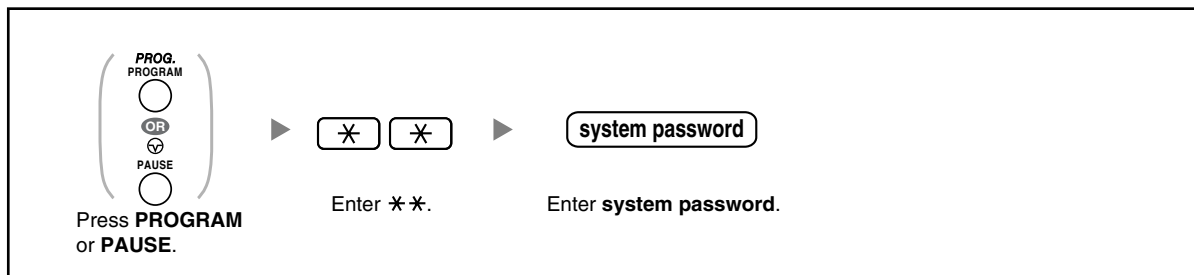 PROG.
PROGRAM
OR
PAUSE
Press PROGRAM
or PAUSE.
* *
Enter **.
system password
Enter system password.